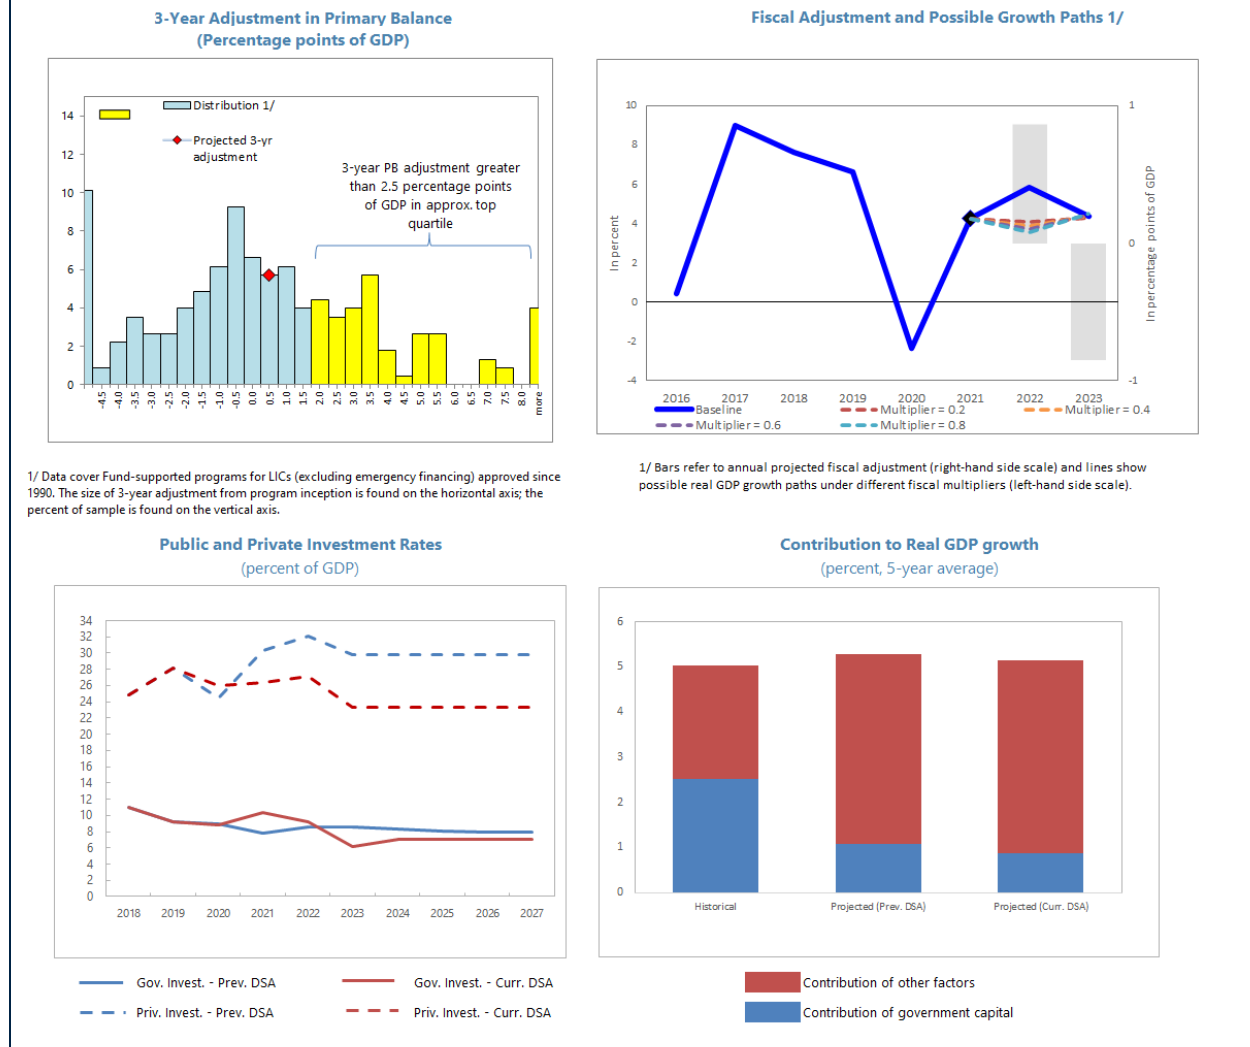 3-Year Adjustment in Primary Balance
(Percentage points of GDP)
14
12
10
8
6
4
2
0
Distribution 1/
Projected 3-yr
adjustment
3-year PB adjustment greater
than 2.5 percentage points
of GDP in approx. top
quartile
-4.5
-4.0
-3.5
-3.0
-2.5
-2.0
-1.5
-1.0
-0.5
0.0
0.5
1.0
1.5
2.0
2.5
3.0
3.5
4.0
4.5
5.0
5.5
6.0
6.5
7.0
7.5
8.0
more
1/ Data cover Fund-supported programs for LICs (excluding emergency financing) approved since
1990. The size of 3-year adjustment from program inception is found on the horizontal axis; the
percent of sample is found on the vertical axis.
Fiscal Adjustment and Possible Growth Paths 1/
In percent
10
8
6
4
2
0
-2
-4
1
0
-1
In percentage points of GDP
2016 2017 2018 2019 2020 2021 2022 2023
Baseline Multiplier = 0.2 Multiplier = 0.4
Multiplier = 0.6 Multiplier = 0.8
1/ Bars refer to annual projected fiscal adjustment (right-hand side scale) and lines show
possible real GDP growth paths under different fiscal multipliers (left-hand side scale).
Public and Private Investment Rates
(percent of GDP)
34
32
30
28
26
24
22
20
18
16
14
12
10
8
6
4
2
0
2018 2019 2020 2021 2022 2023 2024 2025 2026 2027
Gov. Invest. - Prev. DSA Gov. Invest. - Curr. DSA
Priv. Invest. - Prev. DSA Priv. Invest. - Curr. DSA
Contribution to Real GDP growth
(percent, 5-year average)
6
5
4
3
2
1
0
Historical Projected (Prev. DSA) Projected (Curr. DSA)
Contribution of other factors
Contribution of government capital